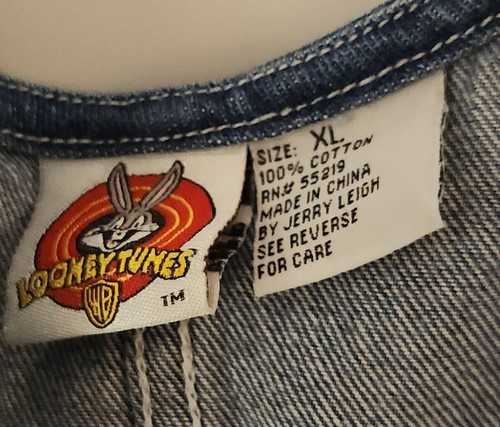 LOONEY TUNES
WB
TM
SIZE: XL
100% COTTON
RN# 55219
MADE IN CHINA
BY JERRY LEIGH
SEE REVERSE
FOR CARE